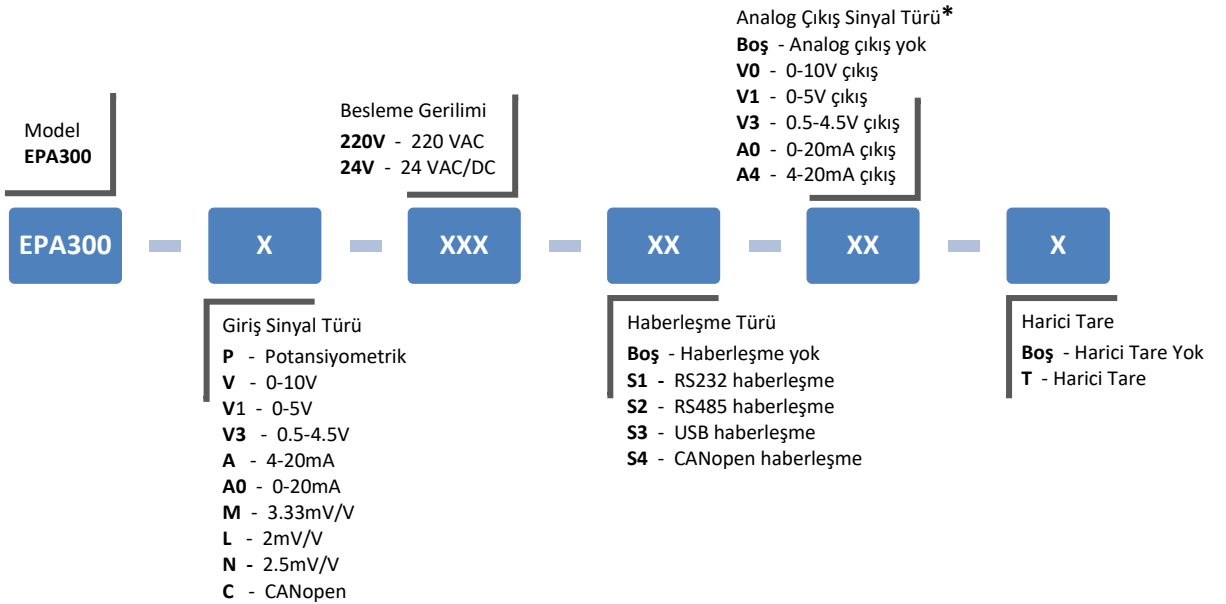 Model
EPA300
Besleme Gerilimi
220V - 220 VAC
24V - 24 VAC/DC
Analog Çıkış Sinyal Türü*
Boş - Analog çıkış yok
V0 - 0-10V çıkış
V1 - 0-5V çıkış
V3 - 0.5-4.5V çıkış
A0 - 0-20mA çıkış
A4 - 4-20mA çıkış
EPA300 - X - XXX - XX - XX - X
Giriş Sinyal Türü
P - Potansiyometrik
V - 0-10V
V1 - 0-5V
V3 - 0.5-4.5V
A - 4-20mA
A0 - 0-20mA
M - 3.33mV/V
L - 2mV/V
N - 2.5mV/V
C - CANopen
Haberleşme Türü
Boş - Haberleşme yok
S1 - RS232 haberleşme
S2 - RS485 haberleşme
S3 - USB haberleşme
S4 - CANopen haberleşme
Harici Tare
Boş - Harici Tare Yok
T - Harici Tare